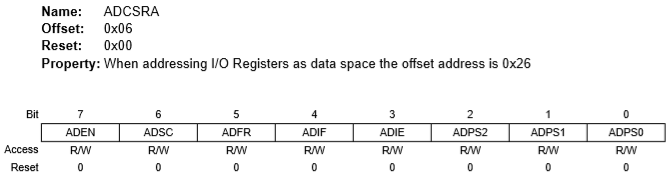 Name: ADCSRA
Offset: 0x06
Reset: 0x00
Property: When addressing I/O Registers as data space the offset address is 0x26
Bit 7 6 5 4 3 2 1 0
ADEN ADSC ADFR ADIF ADIE ADPS2 ADPS1 ADPS0
Access R/W R/W R/W R/W R/W R/W R/W R/W
Reset 0 0 0 0 0 0 0 0